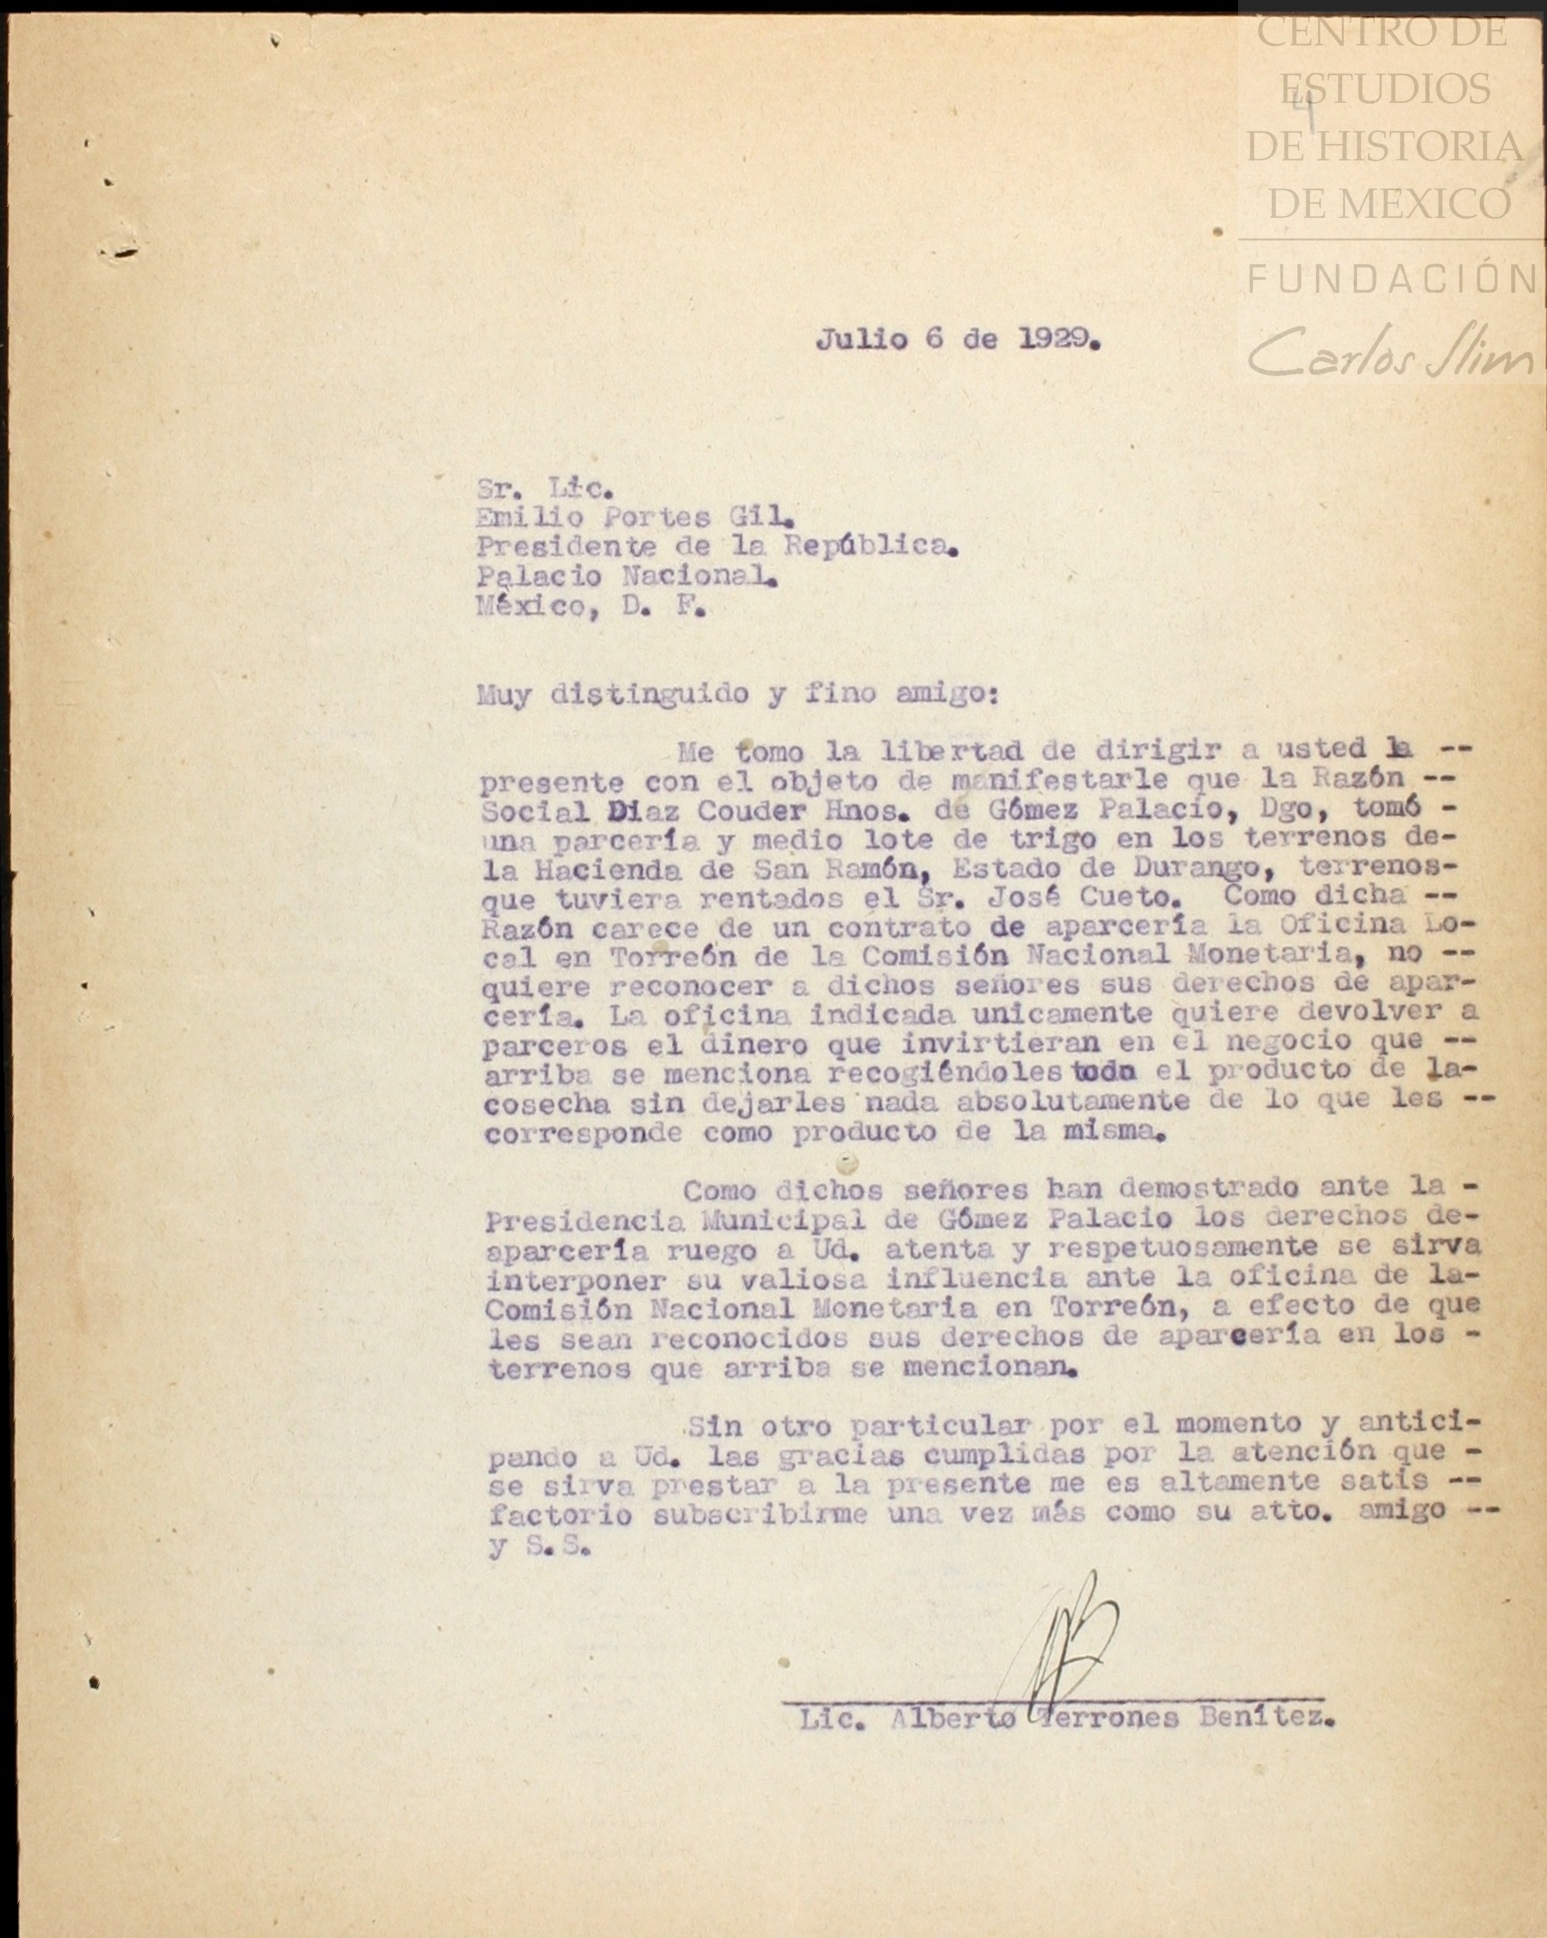 CENTRO DE
ESTUDIOS
DE HISTORIA
DE MEXICO
FUNDACIÓN
Carlos Slim
4
Julio 6 de 1929.
Sr. Lic.
Emilio Portes Gil.
Presidente de la República.
Palacio Nacional.
México, D. F.
Muy distinguido y fino amigo:
Me tomo la libertad de dirigir a usted la --
presente con el objeto de manifestarle que la Razón --
Social Diaz Couder Hnos. de Gómez Palacio, Dgo, tomó -
una parcería y medio lote de trigo en los terrenos de-
la Hacienda de San Ramón, Estado de Durango, terrenos-
que tuviera rentados el Sr. José Cueto. Como dicha --
Razón carece de un contrato de aparcería la Oficina Lo-
cal en Torreón de la Comisión Nacional Monetaria, no --
quiere reconocer a dichos señores sus derechos de apar-
cería. La oficina indicada unicamente quiere devolver a
parceros el dinero que invirtieran en el negocio que --
arriba se menciona recogiéndoles todo el producto de la-
cosecha sin dejarles nada absolutamente de lo que les --
corresponde como producto de la misma.
Como dichos señores han demostrado ante la -
Presidencia Municipal de Gómez Palacio los derechos de-
aparcería ruego a Ud. atenta y respetuosamente se sirva
interponer su valiosa influencia ante la oficina de la-
Comisión Nacional Monetaria en Torreón, a efecto de que
les sean reconocidos sus derechos de aparcería en los -
terrenos que arriba se mencionan.
Sin otro particular por el momento y antici-
pando a Ud. las gracias cumplidas por la atención que -
se sirva prestar a la presente me es altamente satis --
factorio subscribirme una vez más como su atto. amigo --
y S.S.
Lic. Alberto Terrones Benítez.